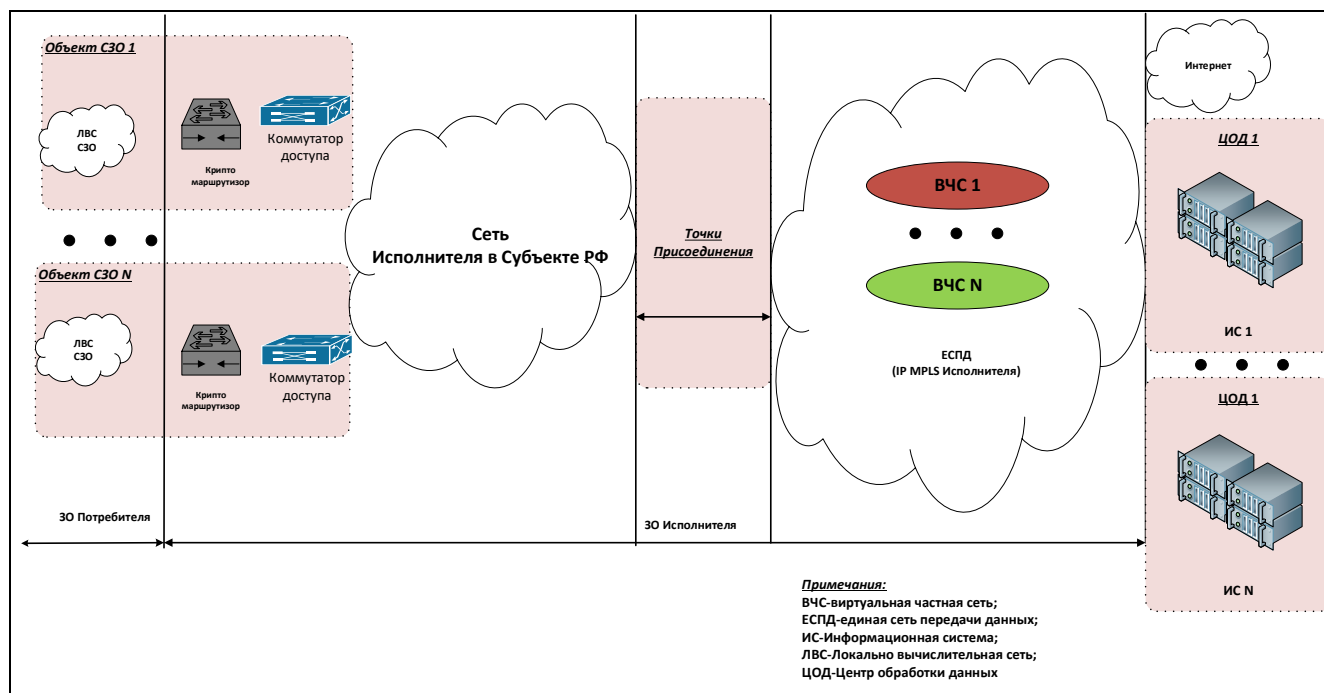 Объект СЗО 1
ЛВС
СЗО
Крипто
маршрутизор
Коммутатор
доступа
Объект СЗО N
ЛВС
СЗО
Крипто
маршрутизор
Коммутатор
доступа
Сеть
Исполнителя в Субъекте РФ
Точки
Присоединения
ВЧС 1
ВЧС N
ЕСПД
(IP MPLS Исполнителя)
Интернет
ЦОД 1
ИС 1
ЦОД 1
ИС N
ЗО Потребителя
ЗО Исполнителя
Примечания:
ВЧС-виртуальная частная сеть;
ЕСПД-единая сеть передачи данных;
ИС-Информационная система;
ЛВС-Локально вычислительная сеть;
ЦОД-Центр обработки данных